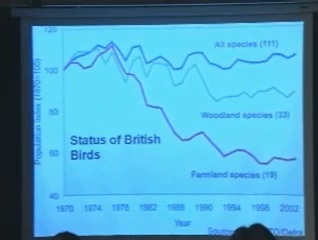 120
All species (111)
100
Population index (1970=100)
Woodland species (33)
80
Status of British
Birds
60
Farmland species (19)
40
1970 1974 1978 1982 1986 1990 1994 1998 2002
Year